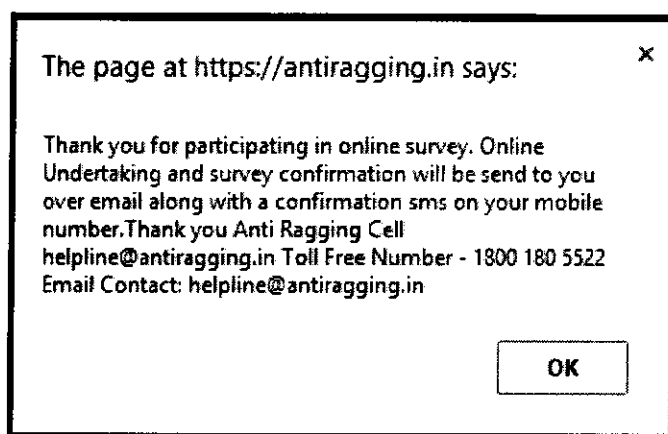 The page at https://antiragging.in says:
×
Thank you for participating in online survey. Online
Undertaking and survey confirmation will be send to you
over email along with a confirmation sms on your mobile
number.Thank you Anti Ragging Cell
helpline@antiragging.in Toll Free Number - 1800 180 5522
Email Contact: helpline@antiragging.in
OK